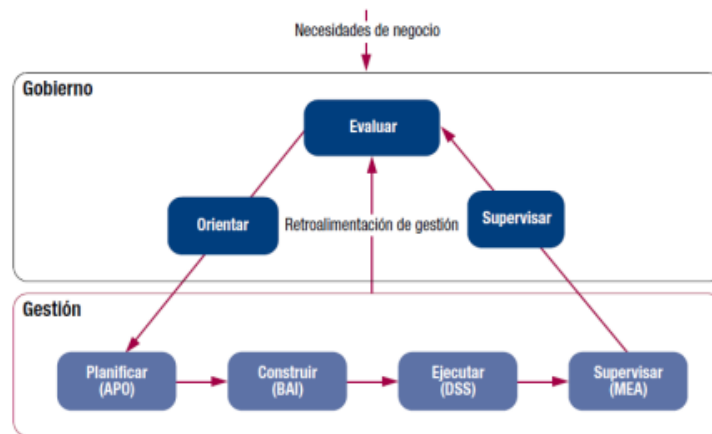 Necesidades de negocio
Gobierno
Evaluar
Orientar
Retroalimentación de gestión
Supervisar
Gestión
Planificar
(APO)
Construir
(BAI)
Ejecutar
(DSS)
Supervisar
(MEA)